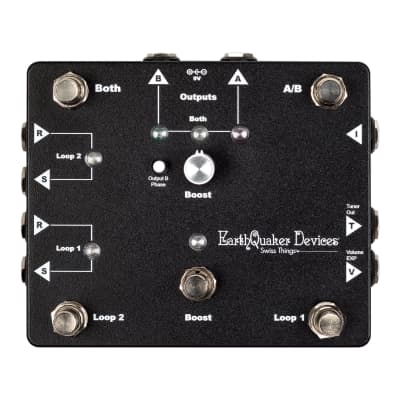 B
9V
A
Both
Outputs
A/B
Both
R
Loop 2
S
I
Output B
Phase
Boost
R
Loop 1
S
EarthQuaker Devices
Swiss Things
Tuner
Out
T
Volume
EXP
V
Loop 2
Boost
Loop 1